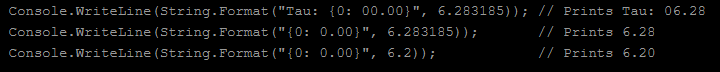 Console.WriteLine(String.Format("Tau: {0: 00.00}", 6.283185)); // Prints Tau: 06.28
Console.WriteLine(String.Format("{0: 0.00}", 6.283185));       // Prints 6.28
Console.WriteLine(String.Format("{0: 0.00}", 6.2));            // Prints 6.20